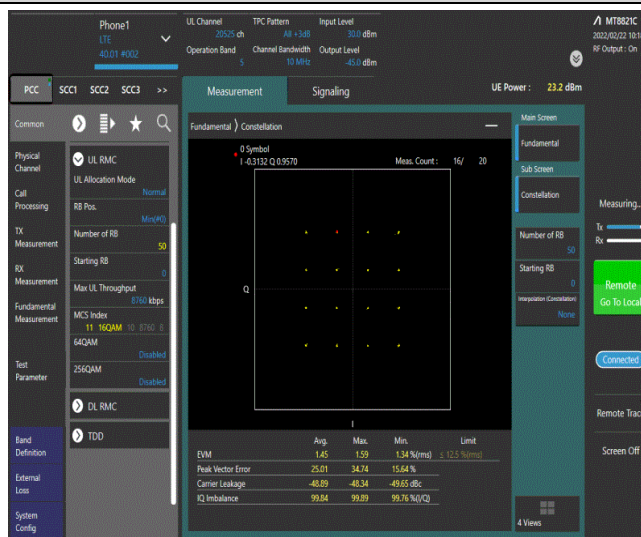 Phone1
LTE
40.01 #002
UL Channel TPC Pattern Input Level
20525 ch All +3dB 30.0 dBm
Operation Band Channel Bandwidth Output Level
5 10 MHz -45.0 dBm
MT8821C
2022/02/22 10:18
RF Output : On
PCC SCC1 SCC2 SCC3 >>
Measurement Signaling UE Power : 23.2 dBm
Common
Physical
Channel
Call
Processing
TX
Measurement
RX
Measurement
Fundamental
Measurement
Test
Parameter
Band
Definition
External
Loss
System
Config
UL RMC
UL Allocation Mode
Normal
RB Pos.
Min(#0)
Number of RB
50
Starting RB
0
Max UL Throughput
8760 kbps
MCS Index
11 16QAM 10 8760 8
64QAM
Disabled
256QAM
Disabled
DL RMC
TDD
Fundamental Constellation
0 Symbol
I -0.3132 Q 0.9570 Meas. Count : 16/ 20
Q
I
Avg. Max. Min. Limit
EVM 1.45 1.59 1.34 %(rms) ≤ 12.5 %(rms)
Peak Vector Error 25.01 34.74 15.64 %
Carrier Leakage -48.89 -48.34 -49.65 dBc
IQ Imbalance 99.84 99.89 99.76 %(I/Q)
Main Screen
Fundamental
Sub Screen
Constellation
Number of RB
50
Starting RB
0
Interpolation (Constellation)
None
4 Views
Measuring..
Tx
Rx
Remote
Go To Local
Connected
Remote Trac
Screen Off